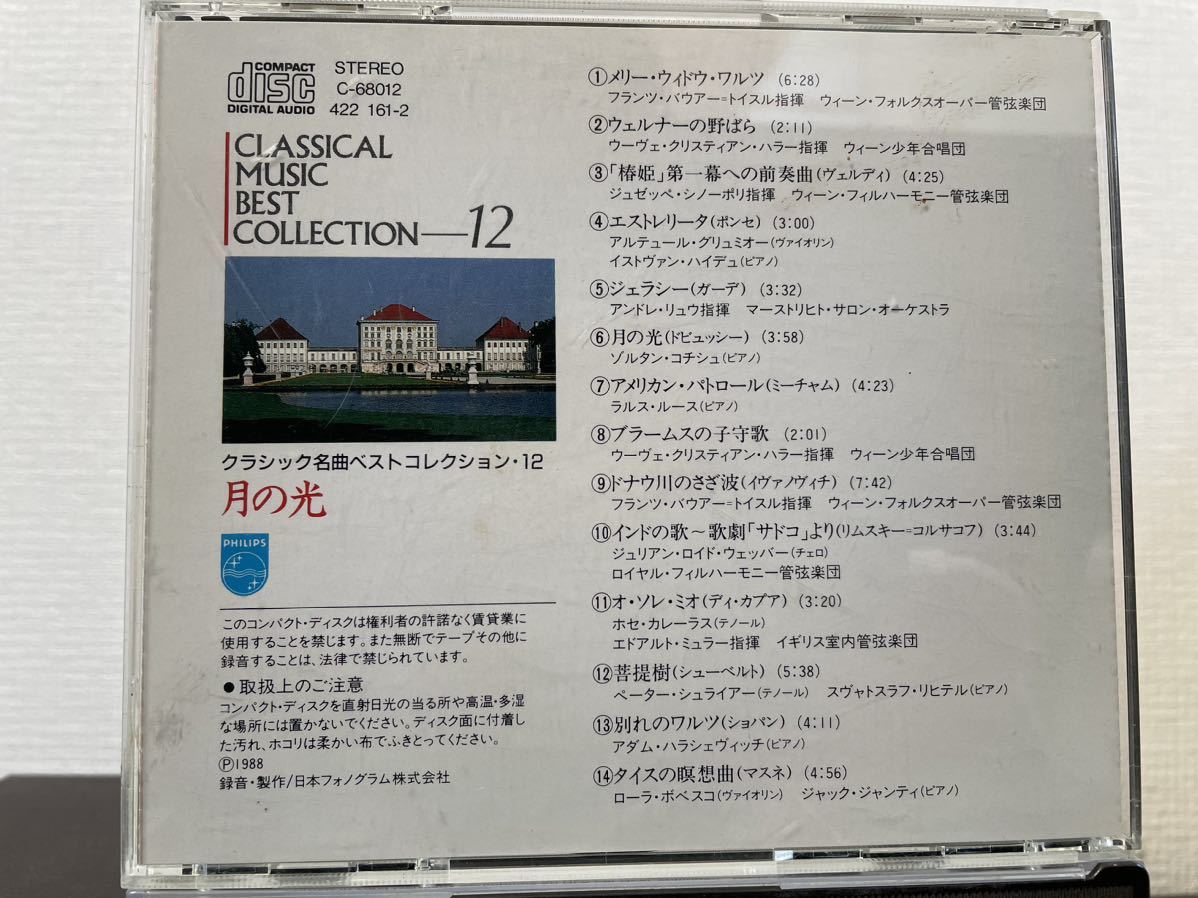 COMPACT
disc
DIGITAL AUDIO
STEREO
C-68012
422 161-2
CLASSICAL
MUSIC
BEST
COLLECTION—12
クラシック名曲ベストコレクション・12
月の光
PHILIPS
このコンパクト・ディスクは権利者の許諾なく賃貸業に
使用することを禁じます。また無断でテープその他に
録音することは、法律で禁じられています。
●取扱上のご注意
コンパクト・ディスクを直射日光の当る所や高温・多湿
な場所には置かないでください。ディスク面に付着し
た汚れ、ホコリは柔かい布でふきとってください。
Ⓟ1988
録音・製作/日本フォノグラム株式会社
①メリー・ウィドウ・ワルツ (6:28)
フランツ・バウアー=トイスル指揮 ウィーン・フォルクスオーパー管弦楽団
②ウェルナーの野ばら (2:11)
ウーヴェ・クリスティアン・ハラー指揮 ウィーン少年合唱団
③「椿姫」第一幕への前奏曲(ヴェルディ) (4:25)
ジュゼッペ・シノーポリ指揮 ウィーン・フィルハーモニー管弦楽団
④エストレリータ(ポンセ) (3:00)
アルテュール・グリュミオー(ヴァイオリン)
イストヴァン・ハイデュ(ピアノ)
⑤ジェラシー(ガーデ) (3:32)
アンドレ・リュウ指揮 マーストリヒト・サロン・オーケストラ
⑥月の光(ドビュッシー) (3:58)
ゾルタン・コチシュ(ピアノ)
⑦アメリカン・パトロール(ミーチャム) (4:23)
ラルス・ルース(ピアノ)
⑧ブラームスの子守歌 (2:01)
ウーヴェ・クリスティアン・ハラー指揮 ウィーン少年合唱団
⑨ドナウ川のさざ波(イヴァノヴィチ) (7:42)
フランツ・バウアー=トイスル指揮 ウィーン・フォルクスオーパー管弦楽団
⑩インドの歌~歌劇「サドコ」より(リムスキー=コルサコフ) (3:44)
ジュリアン・ロイド・ウェッバー(チェロ)
ロイヤル・フィルハーモニー管弦楽団
⑪オ・ソレ・ミオ(ディ・カプア) (3:20)
ホセ・カレーラス(テノール)
エドアルト・ミュラー指揮 イギリス室内管弦楽団
⑫菩提樹(シューベルト) (5:38)
ペーター・シュライアー(テノール) スヴャトスラフ・リヒテル(ピアノ)
⑬別れのワルツ(ショパン) (4:11)
アダム・ハラシェヴィッチ(ピアノ)
⑭タイスの瞑想曲(マスネ) (4:56)
ローラ・ボベスコ(ヴァイオリン) ジャック・ジャンティ(ピアノ)